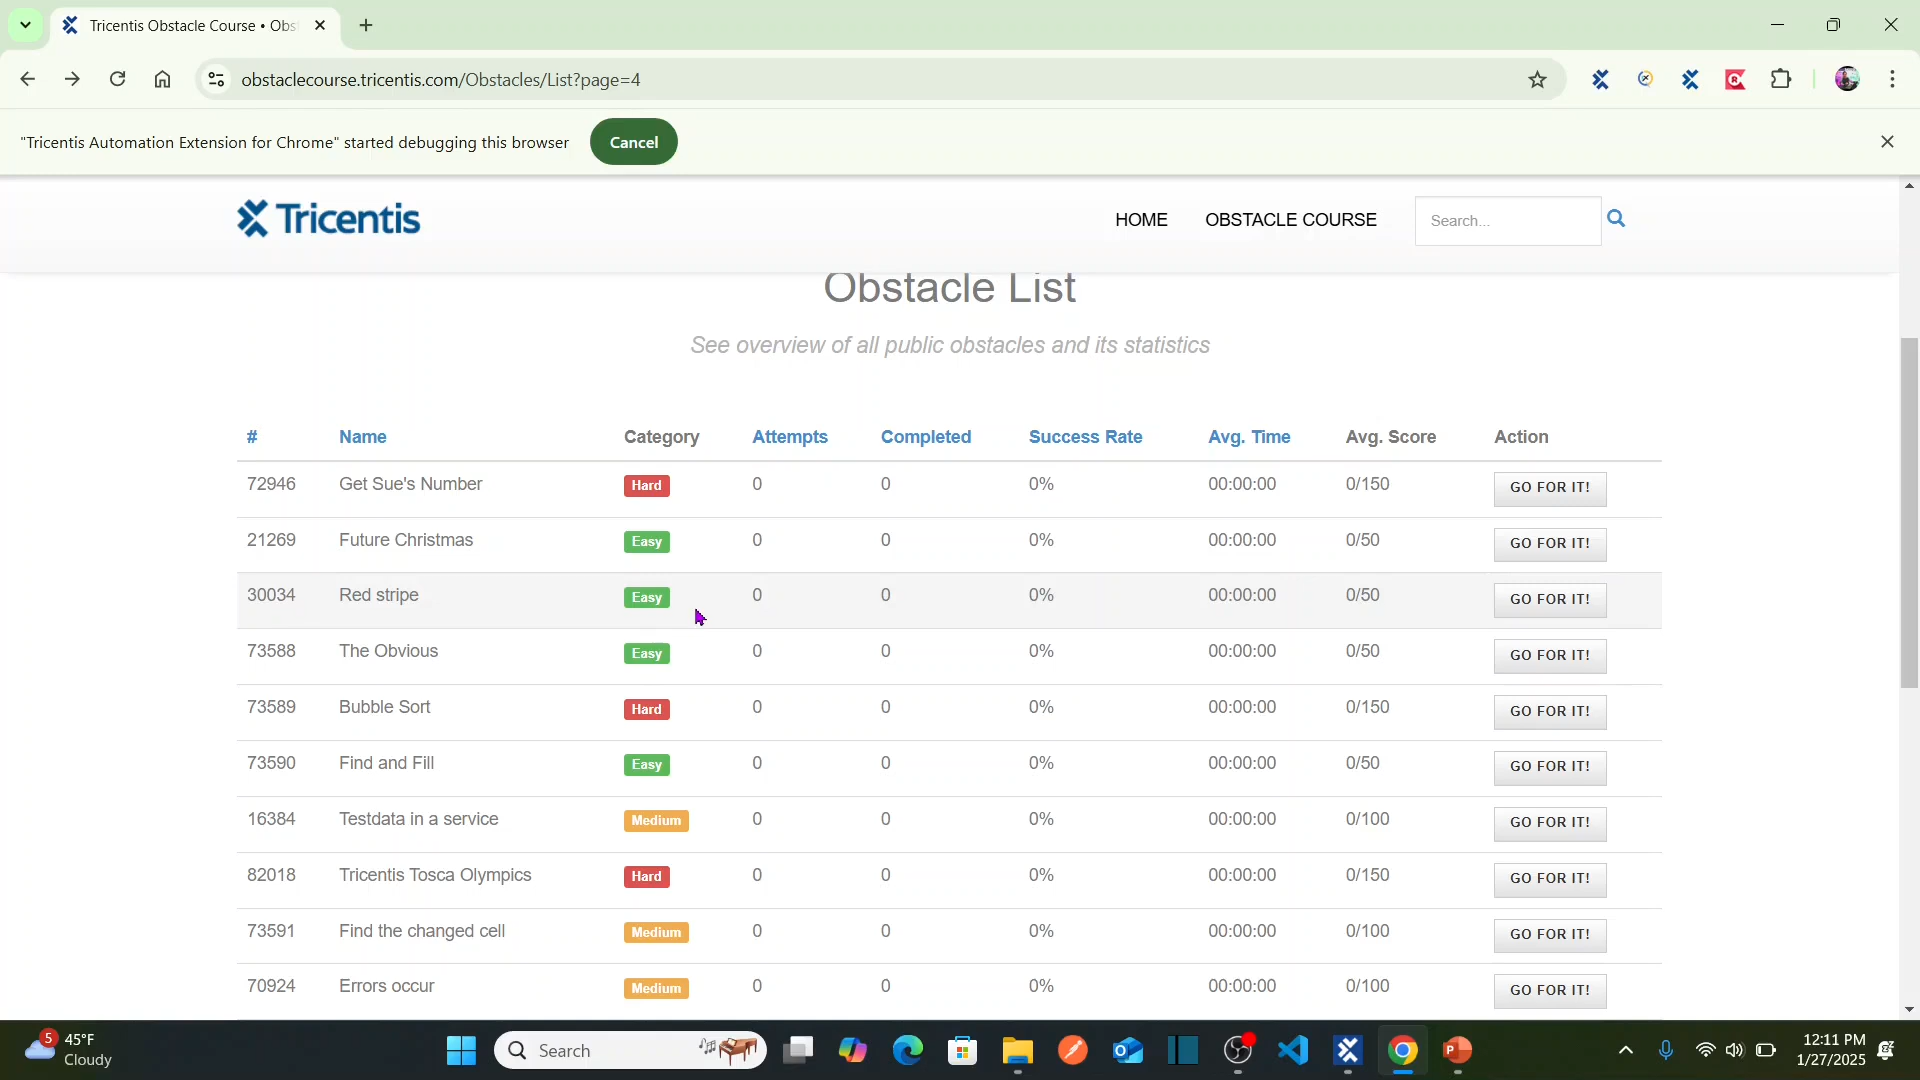 Tricentis Obstacle Course • Obs
obstaclecourse.tricentis.com/Obstacles/List?page=4
"Tricentis Automation Extension for Chrome" started debugging this browser Cancel
Tricentis HOME OBSTACLE COURSE Search...
Obstacle List
See overview of all public obstacles and its statistics
# Name Category Attempts Completed Success Rate Avg. Time Avg. Score Action
72946 Get Sue's Number Hard 0 0 0% 00:00:00 0/150 GO FOR IT!
21269 Future Christmas Easy 0 0 0% 00:00:00 0/50 GO FOR IT!
30034 Red stripe Easy 0 0 0% 00:00:00 0/50 GO FOR IT!
73588 The Obvious Easy 0 0 0% 00:00:00 0/50 GO FOR IT!
73589 Bubble Sort Hard 0 0 0% 00:00:00 0/150 GO FOR IT!
73590 Find and Fill Easy 0 0 0% 00:00:00 0/50 GO FOR IT!
16384 Testdata in a service Medium 0 0 0% 00:00:00 0/100 GO FOR IT!
82018 Tricentis Tosca Olympics Hard 0 0 0% 00:00:00 0/150 GO FOR IT!
73591 Find the changed cell Medium 0 0 0% 00:00:00 0/100 GO FOR IT!
70924 Errors occur Medium 0 0 0% 00:00:00 0/100 GO FOR IT!
5 45°F Search 12:11 PM
Cloudy 1/27/2025